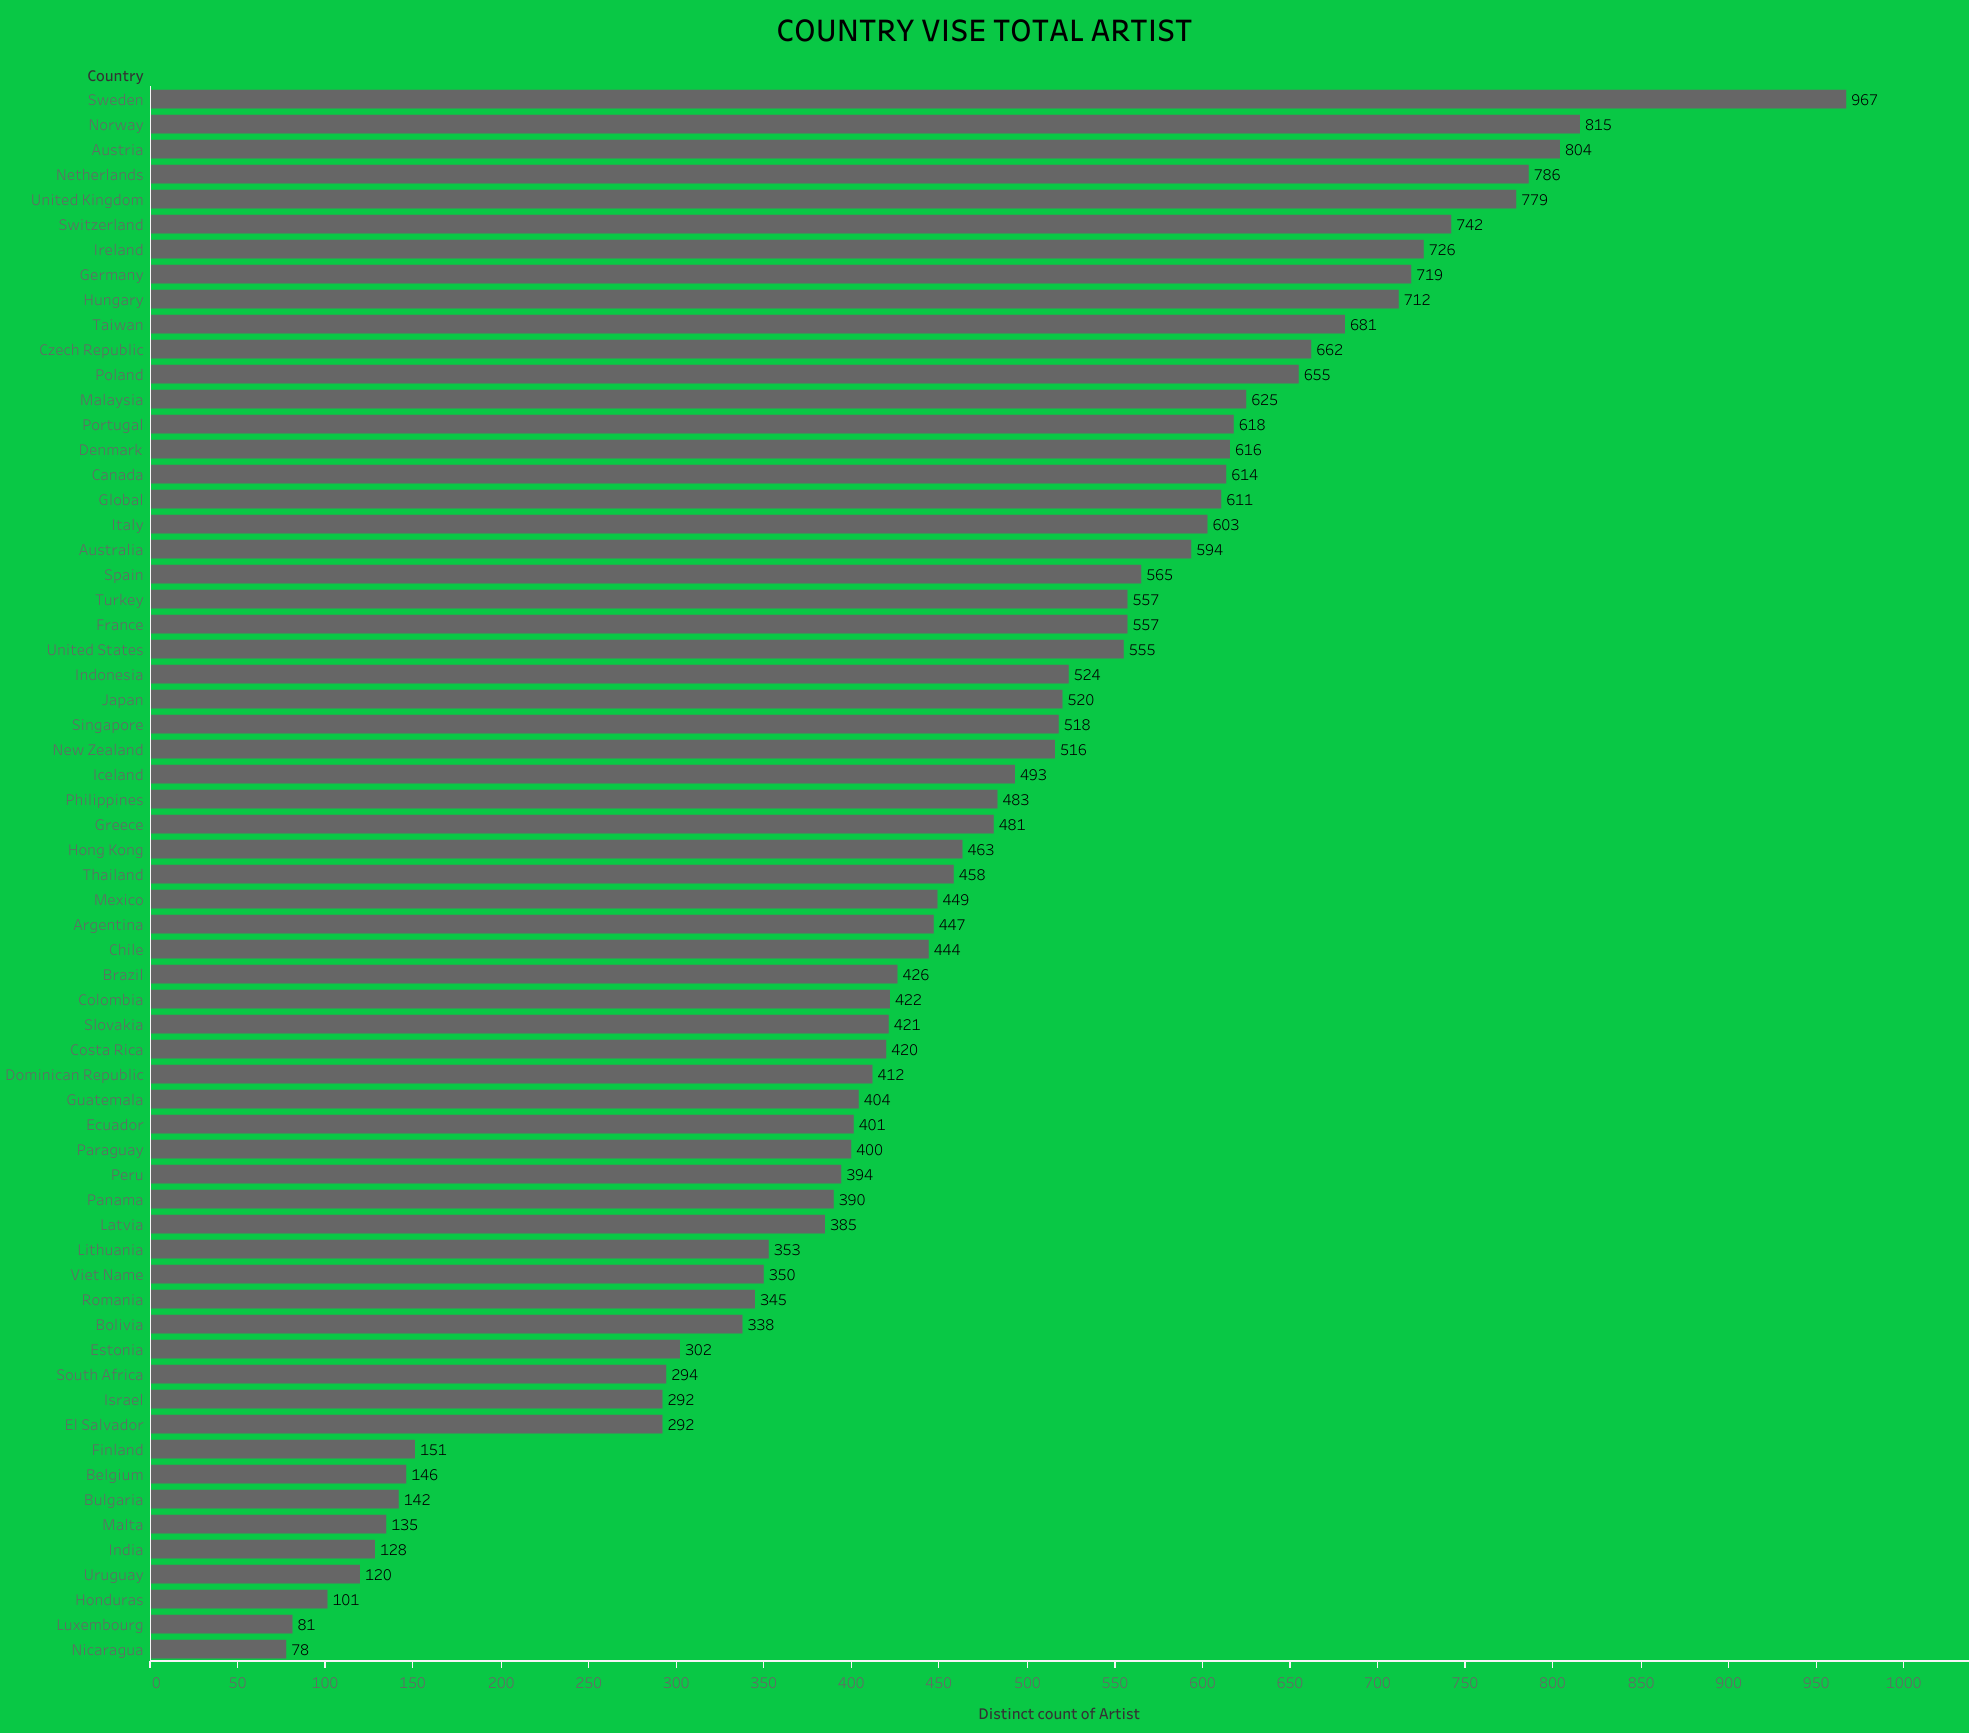 COUNTRY VISE TOTAL ARTIST
Country
Sweden 967
Norway 815
Austria 804
Netherlands 786
United Kingdom 779
Switzerland 742
Ireland 726
Germany 719
Hungary 712
Taiwan 681
Czech Republic 662
Poland 655
Malaysia 625
Portugal 618
Denmark 616
Canada 614
Global 611
Italy 603
Australia 594
Spain 565
Turkey 557
France 557
United States 555
Indonesia 524
Japan 520
Singapore 518
New Zealand 516
Iceland 493
Philippines 483
Greece 481
Hong Kong 463
Thailand 458
Mexico 449
Argentina 447
Chile 444
Brazil 426
Colombia 422
Slovakia 421
Costa Rica 420
Dominican Republic 412
Guatemala 404
Ecuador 401
Paraguay 400
Peru 394
Panama 390
Latvia 385
Lithuania 353
Viet Name 350
Romania 345
Bolivia 338
Estonia 302
South Africa 294
Israel 292
El Salvador 292
Finland 151
Belgium 146
Bulgaria 142
Malta 135
India 128
Uruguay 120
Honduras 101
Luxembourg 81
Nicaragua 78
0 50 100 150 200 250 300 350 400 450 500 550 600 650 700 750 800 850 900 950 1000
Distinct count of Artist